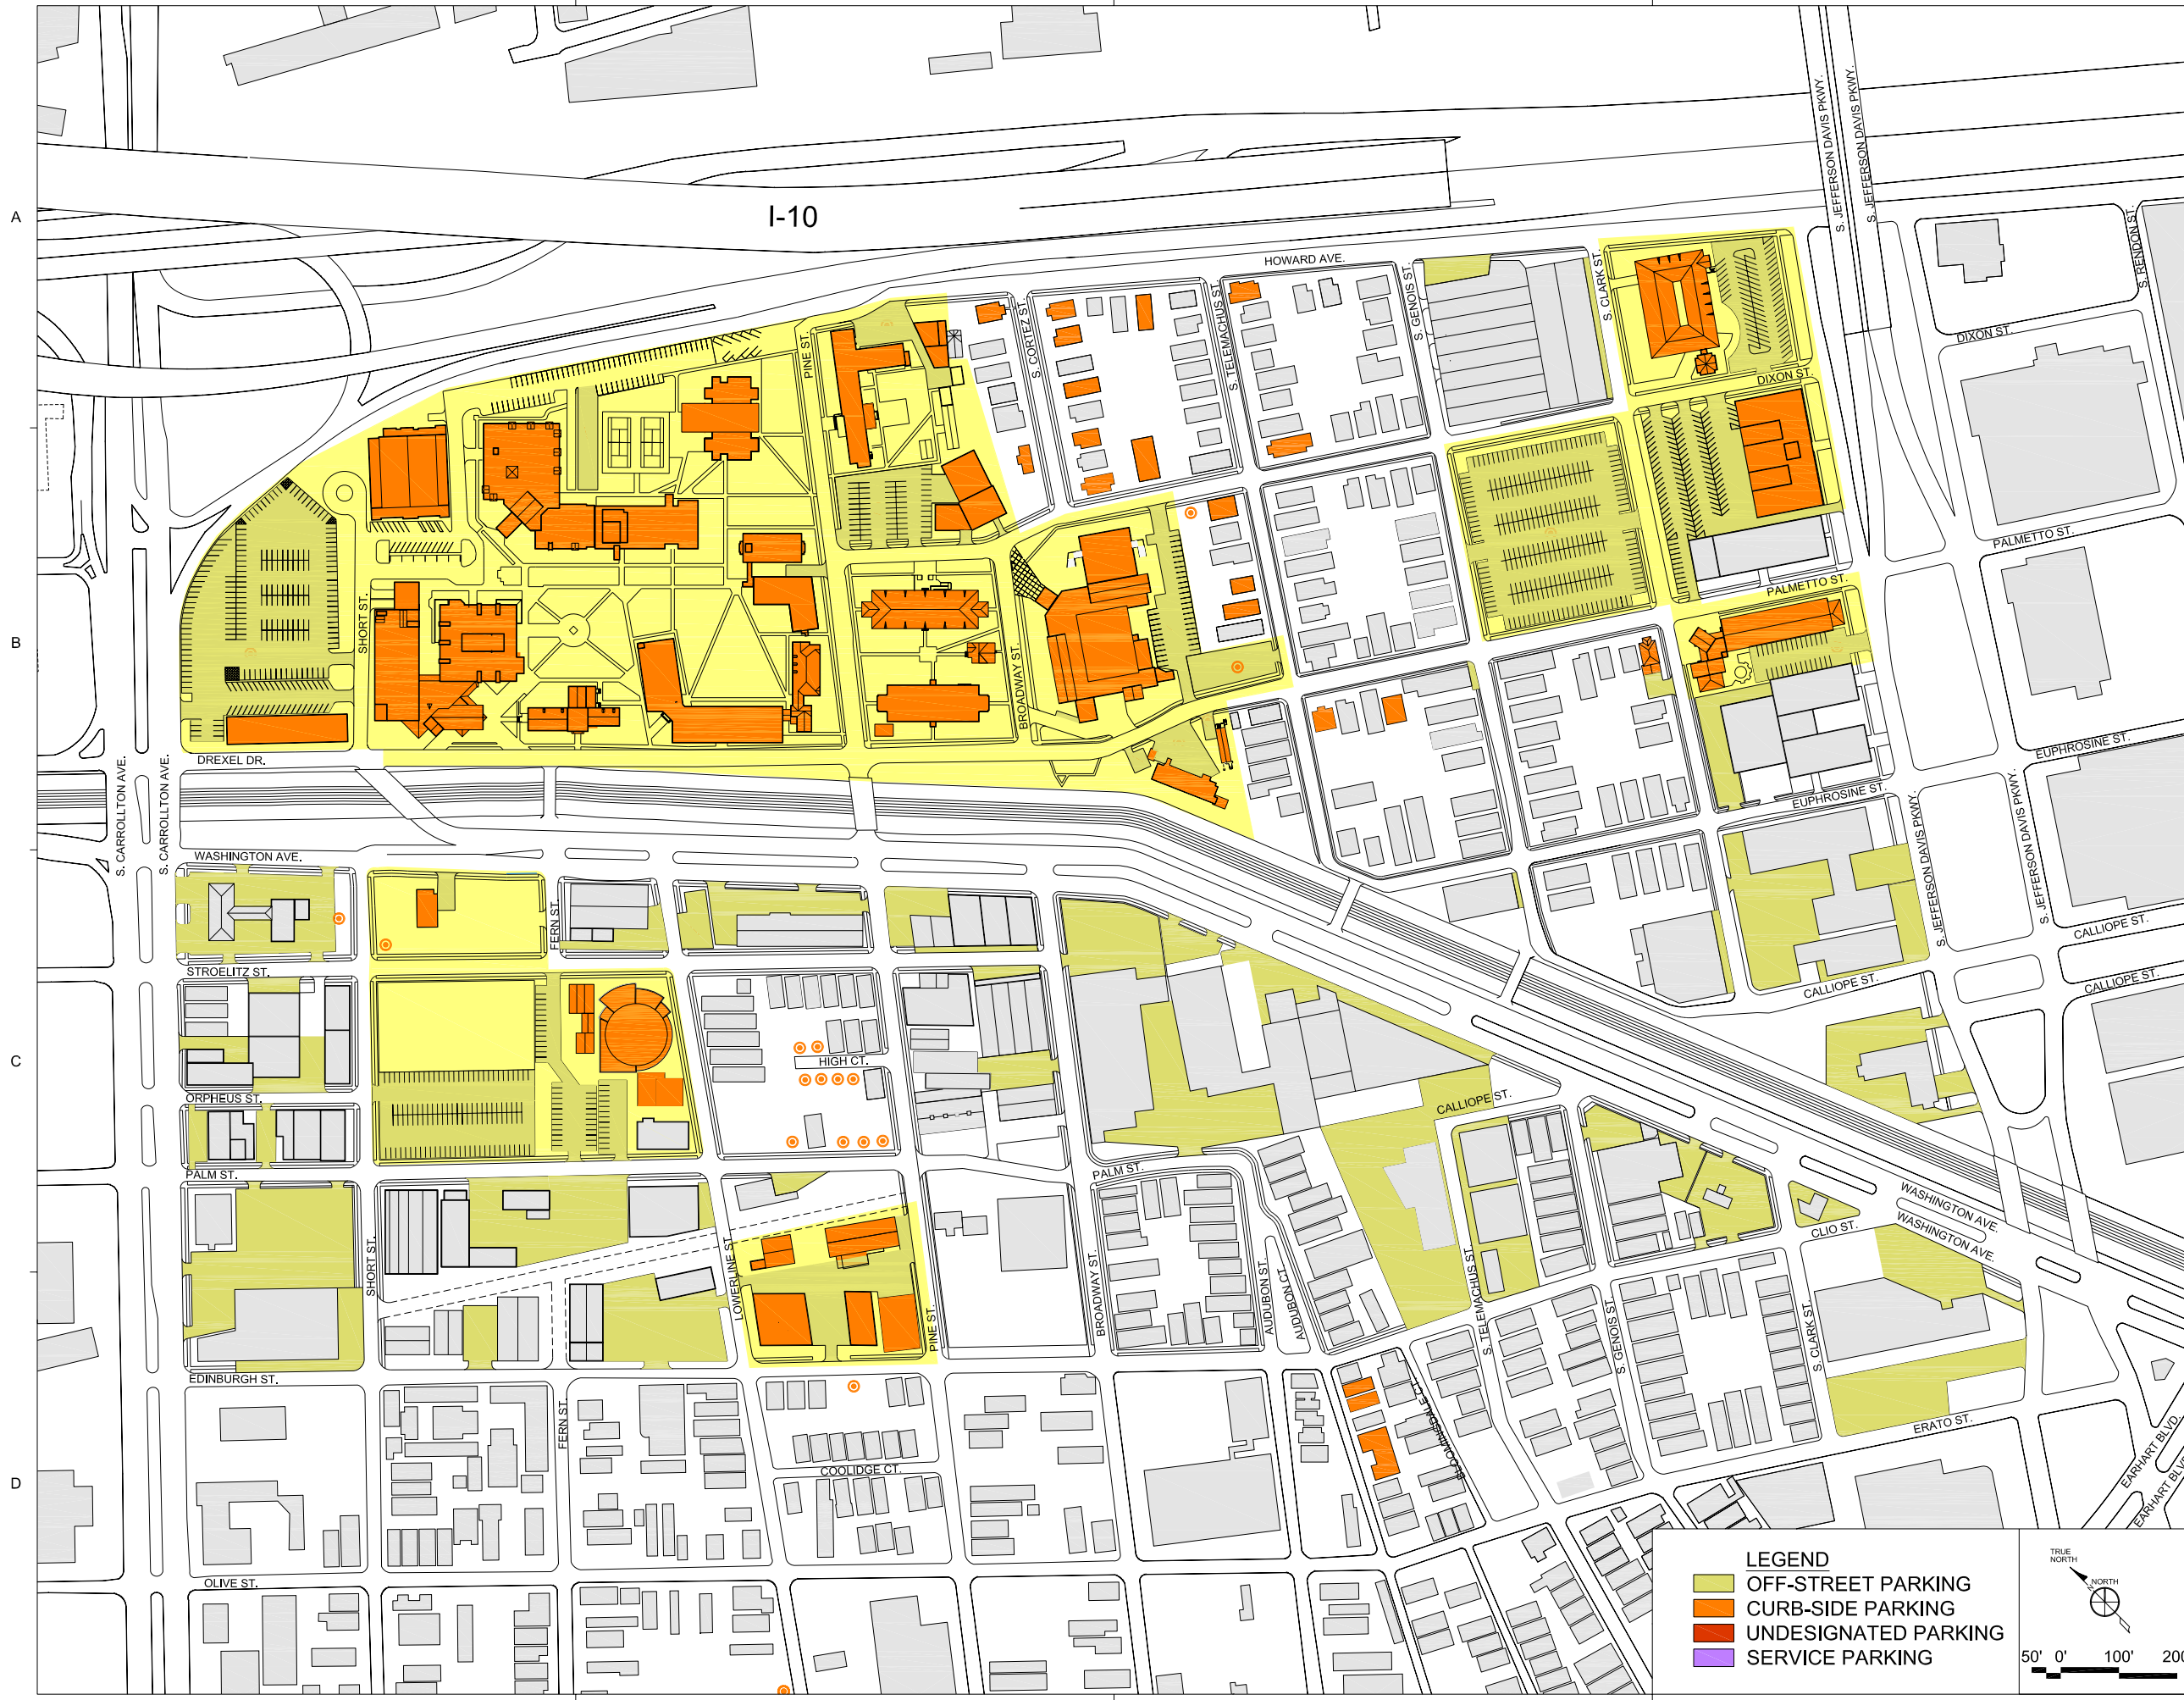 A
I-10
S. JEFFERSON DAVIS PKWY.
S. JEFFERSON DAVIS PKWY.
S. RENDON ST.
HOWARD AVE.
S. CLARK ST.
S. GENOIS ST.
S. TELEMACHUS ST.
S. CORTEZ ST.
PINE ST.
DIXON ST.
DIXON ST.
PALMETTO ST.
PALMETTO ST.
B
SHORT ST.
BROADWAY ST.
EUPHROSINE ST.
EUPHROSINE ST.
DREXEL DR.
S. CARROLLTON AVE.
S. CARROLLTON AVE.
WASHINGTON AVE.
FERN ST.
S. JEFFERSON DAVIS PKWY.
S. JEFFERSON DAVIS PKWY.
CALLIOPE ST.
CALLIOPE ST.
CALLIOPE ST.
STROELITZ ST.
C
HIGH CT.
ORPHEUS ST.
CALLIOPE ST.
PALM ST.
PALM ST.
WASHINGTON AVE.
WASHINGTON AVE.
CLIO ST.
SHORT ST.
LOWERLINE ST.
PINE ST.
BROADWAY ST.
AUDUBON ST.
AUDUBON CT.
S. TELEMACHUS ST.
S. GENOIS ST.
S. CLARK ST.
EDINBURGH ST.
FERN ST.
BLOOMINGSDALE CT.
ERATO ST.
EARHART BLVD.
EARHART BLVD.
COOLIDGE CT.
D
OLIVE ST.
LEGEND
OFF-STREET PARKING
CURB-SIDE PARKING
UNDESIGNATED PARKING
SERVICE PARKING
TRUE
NORTH
NORTH
50' 0' 100' 200